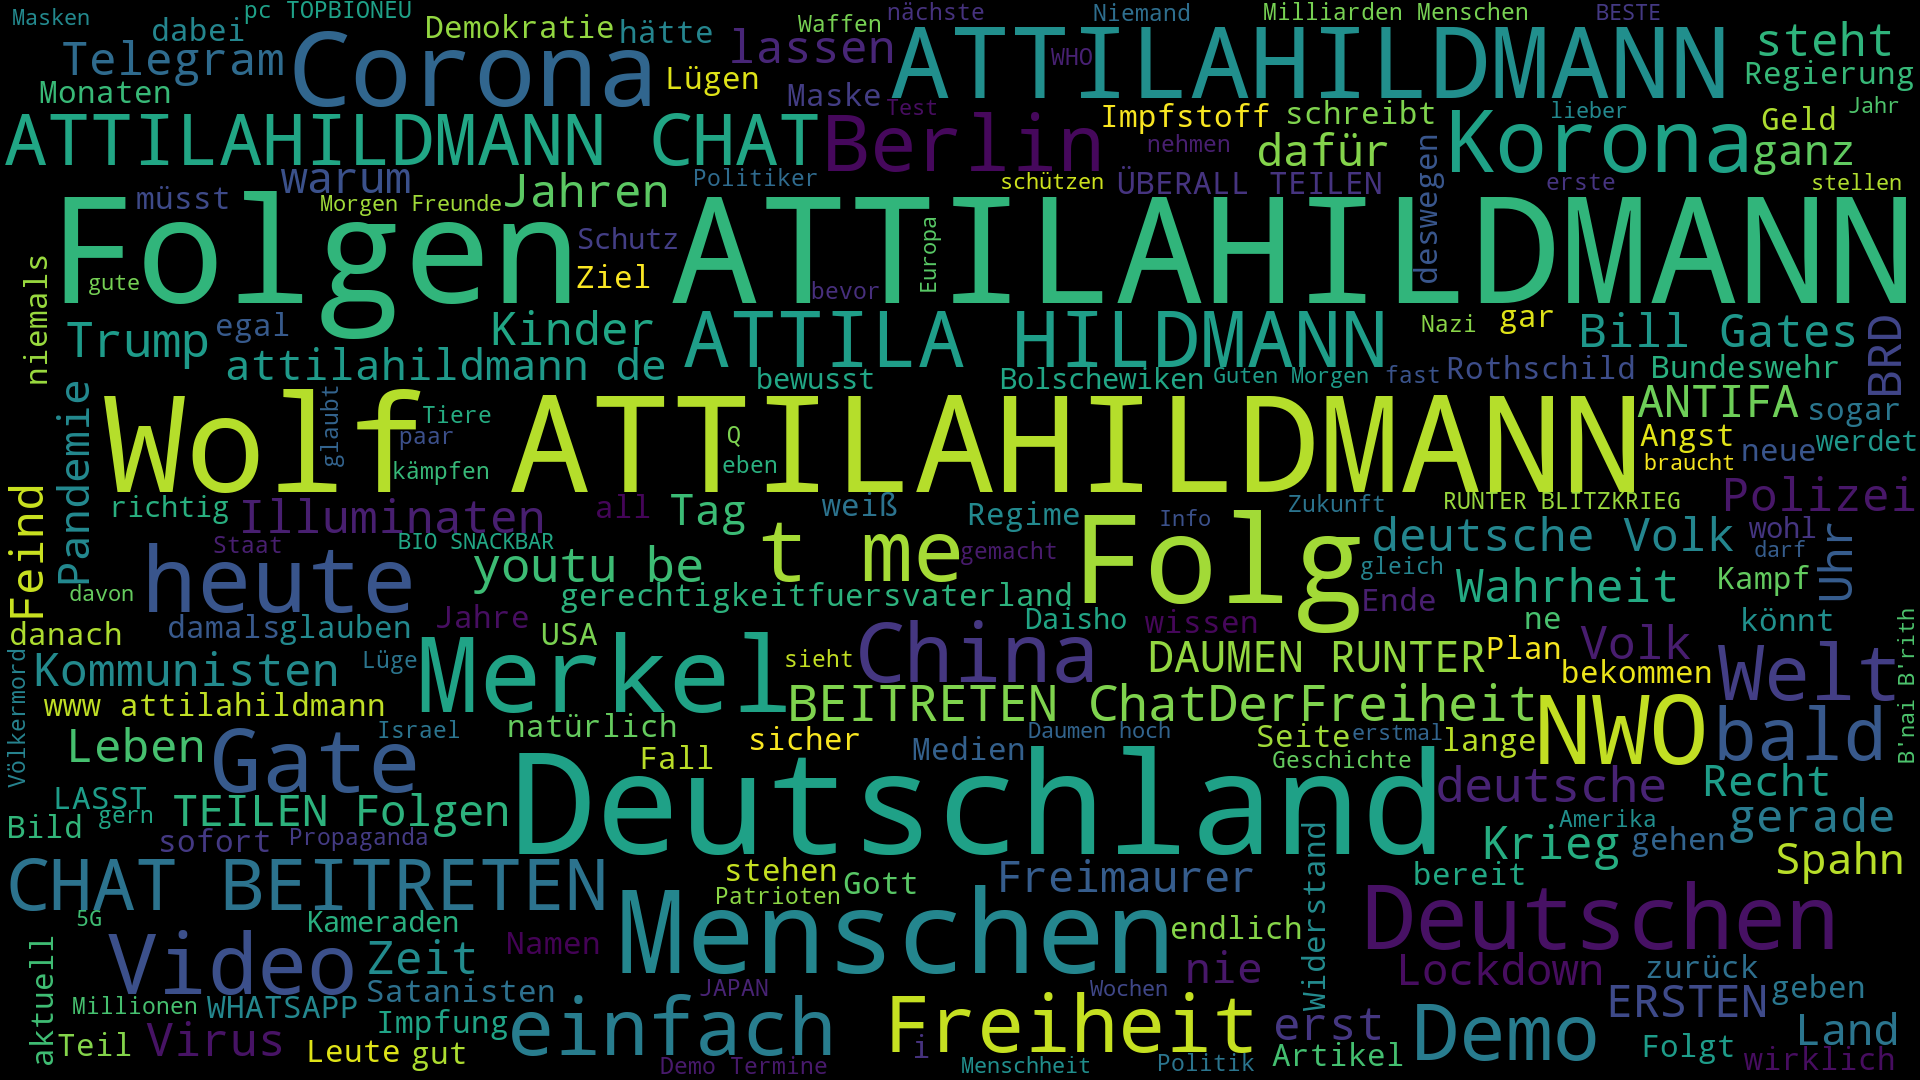 Masken
pc TOPBIONEU
dabei
Demokratie
hätte
Waffen
nächste
Niemand
Milliarden Menschen
BESTE
Telegram
Corona
lassen
ATTILAHILDMANN
WHO
steht
Regierung
Monaten
Lügen
Maske
Test
Impfstoff
schreibt
lieber
Geld
Jahr
ATTILAHILDMANN CHAT
Berlin
nehmen
dafür
deswegen
Korona
ganz
müsst
warum
Jahren
Politiker
schützen
ÜBERALL TEILEN
erste
stellen
Morgen Freunde
Folgen ATTILAHILDMANN
gute
Schutz
Ziel
bevor
Europa
niemals
Trump
egal
Kinder
ATTILA HILDMANN
Nazi
gar
Bill Gates
BRD
attilahildmann de
bewusst
Bolschewiken
Guten Morgen
fast
Rothschild
Bundeswehr
Pandemie
Wolf ATTILAHILDMANN
glaubt
Tiere
paar
kämpfen
Q
eben
ANTIFA
sogar
Angst
neue
werdet
braucht
Feind
richtig
Illuminaten
all
Tag
weiß
Regime
Zukunft
RUNTER BLITZKRIEG
Polizei
Staat
BIO SNACKBAR
t me
Folg
Info
deutsche Volk
wohl
darf
Uhr
heute
youtu be
gemacht
gleich
davon
gerechtigkeitfuersvaterland
Ende
Wahrheit
Kampf
danach
damals
glauben
Jahre
USA
Daisho
wissen
ne
könnt
Völkermord
Kommunisten
Lüge
Merkel
sieht
China
DAUMEN RUNTER
Plan
Volk
bekommen
Welt
B'nai B'rith
www attilahildmann
BEITRETEN ChatDerFreiheit
NWO
bald
Leben
Gate
Israel
natürlich
sicher
Medien
Daumen hoch
Seite
erstmal
lange
Fall
Deutschland
Geschichte
deutsche
Recht
LASST
gern
TEILEN Folgen
Bild
sofort
Propaganda
Widerstand
Amerika
gerade
Krieg
gehen
CHAT BEITRETEN
stehen
Gott
Freimaurer
bereit
Spahn
Patrioten
5G
Kameraden
Menschen
endlich
Deutschen
aktuell
Video
Zeit
Namen
nie
Lockdown
zurück
Millionen
WHATSAPP
Satanisten
JAPAN
Wochen
ERSTEN
geben
Teil
Virus
Impfung
einfach
Freiheit
i
erst
Demo
Land
Leute
gut
Demo Termine
Menschheit
Politik
Artikel
Folgt
wirklich